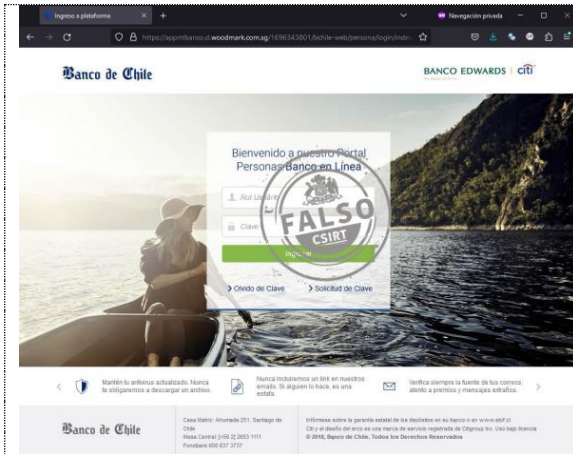 Ingreso a plataforma
Navegación privada
https://appmtbanco.d.woodmark.com.sg/1696343801/bchile-web/persona/login/index
Banco de Chile
BANCO EDWARDS | citi
Bienvenido a nuestro Portal
Personas Banco en Línea
Rut Usuario
Clave
FALSO
CSIRT
Ingresar
Olvido de Clave
Solicitud de Clave
Mantén tu antivirus actualizado. Nunca
te obligaremos a descargar un archivo.
Nunca incluiremos un link en nuestros
emails. Si alguien lo hace, es una
estafa.
Verifica siempre la fuente de tus correos,
atento a premios y mensajes extraños.
Banco de Chile
Casa Matriz: Ahumada 251, Santiago de
Chile
Mesa Central: [+56 2] 2653 1111
Fonobank 600 637 3737
Infórmese sobre la garantía estatal de los depósitos en su banco o en www.sbif.cl
Citi y el diseño del arco es una marca de servicio registrada de Citigroup Inc. Uso bajo licencia
© 2018, Banco de Chile. Todos los Derechos Reservados